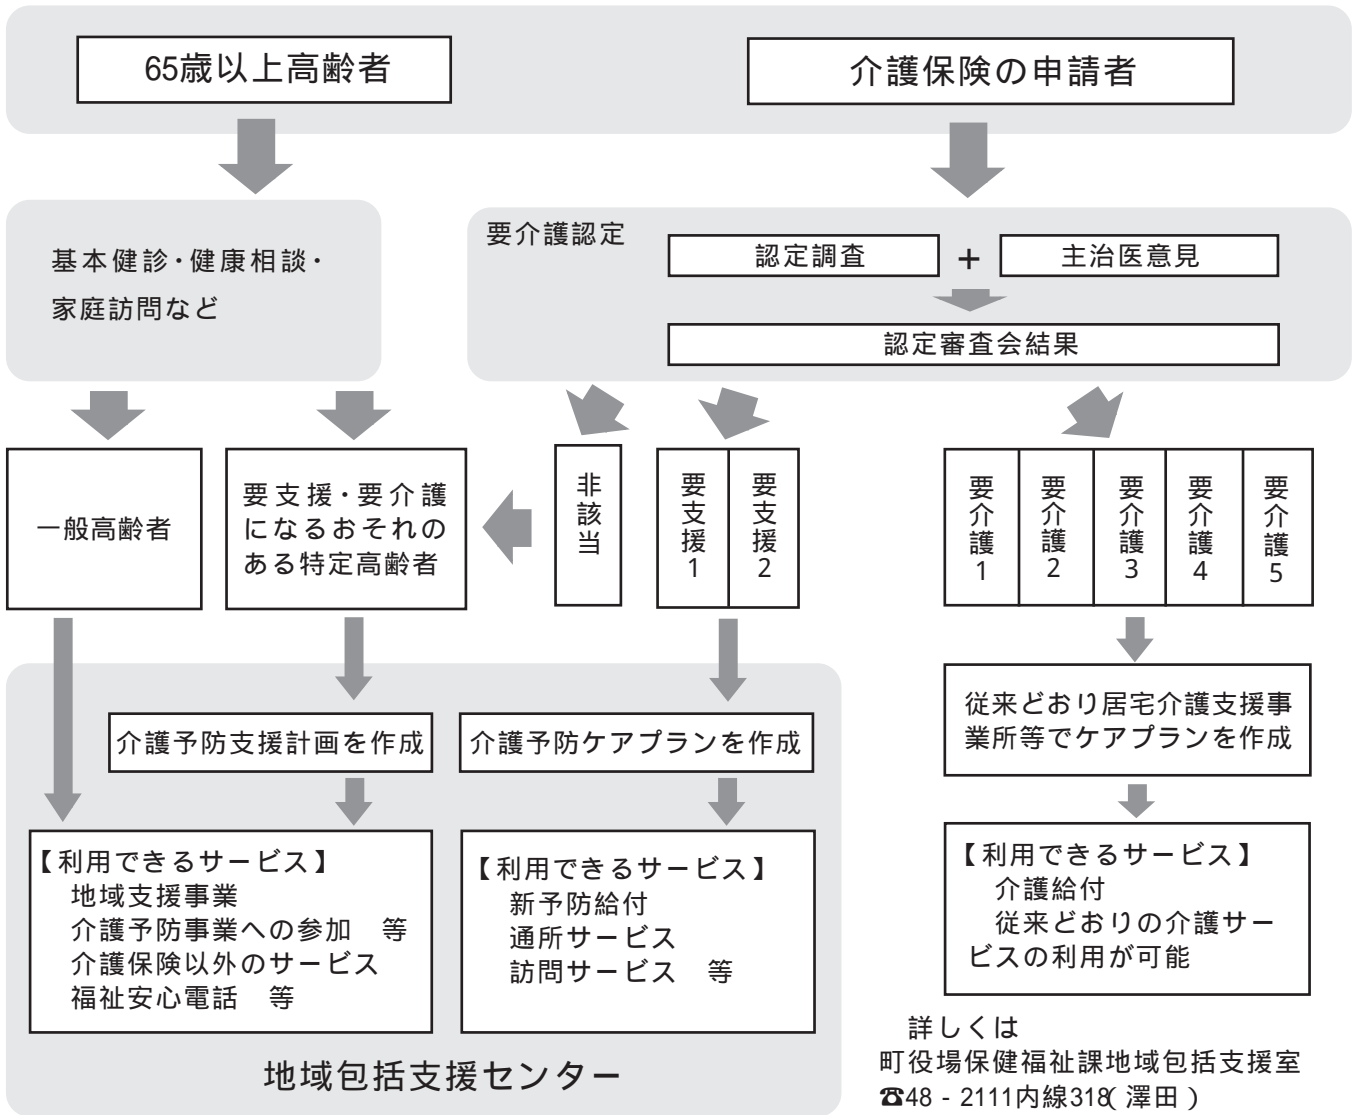 65歳以上高齢者
介護保険の申請者
基本健診・健康相談・
家庭訪問など
要介護認定
認定調査
+
主治医意見
認定審査会結果
一般高齢者
要支援・要介護
になるおそれの
ある特定高齢者
非該当
要支援1
要支援2
要介護1
要介護2
要介護3
要介護4
要介護5
介護予防支援計画を作成
介護予防ケアプランを作成
従来どおり居宅介護支援事
業所等でケアプランを作成
【利用できるサービス】
地域支援事業
介護予防事業への参加 等
介護保険以外のサービス
福祉安心電話 等
【利用できるサービス】
新予防給付
通所サービス
訪問サービス 等
【利用できるサービス】
介護給付
従来どおりの介護サー
ビスの利用が可能
地域包括支援センター
詳しくは
町役場保健福祉課地域包括支援室
☎48-2111内線318(澤田)